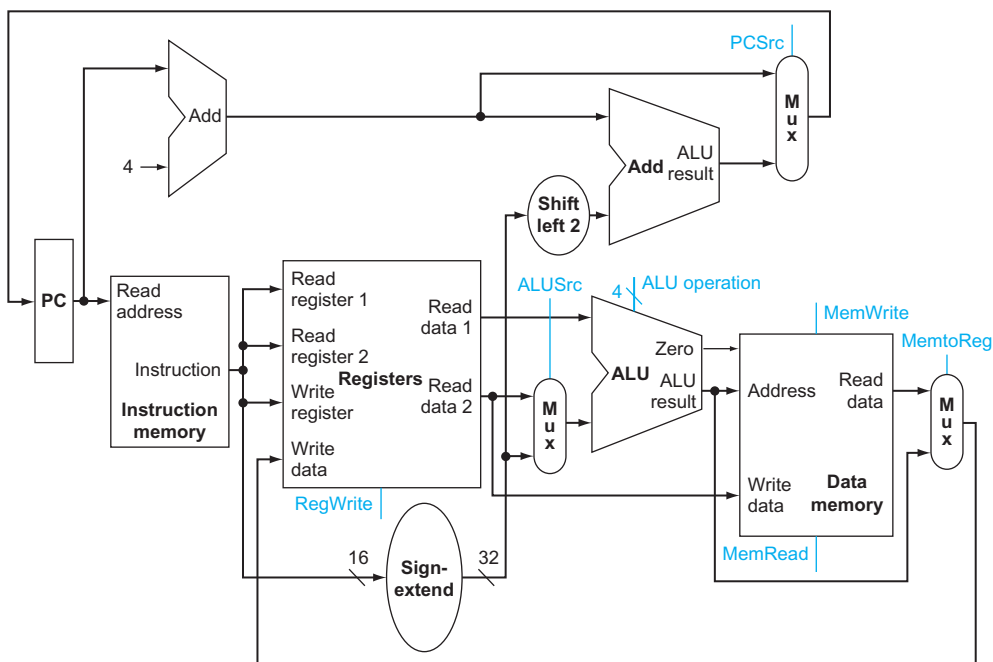 PCSrc
Add
4
M
u
x
Add
ALU
result
Shift
left 2
PC
Read
address
Instruction
Instruction
memory
Read
register 1
Read
register 2
Write
register
Write
data
Registers
Read
data 1
Read
data 2
RegWrite
ALUSrc
M
u
x
4
ALU operation
Zero
ALU
ALU
result
MemWrite
Address
Read
data
Write
data
Data
memory
MemRead
MemtoReg
M
u
x
16
Sign-
extend
32